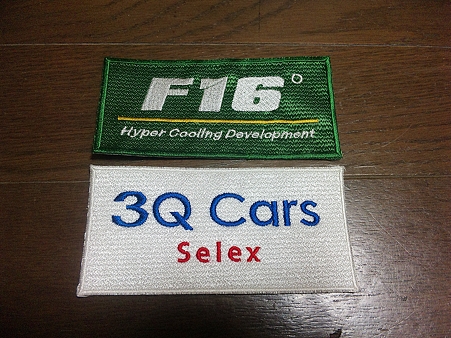 F16°
Hyper Cooling Development
3Q Cars
Selex